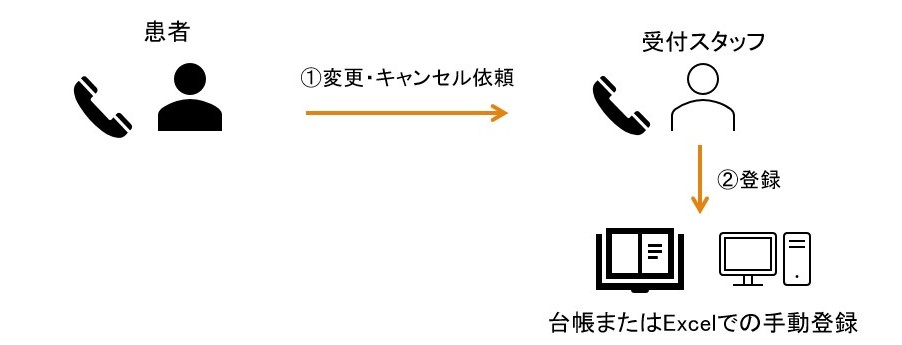 患者
受付スタッフ
①変更・キャンセル依頼
②登録
台帳またはExcelでの手動登録